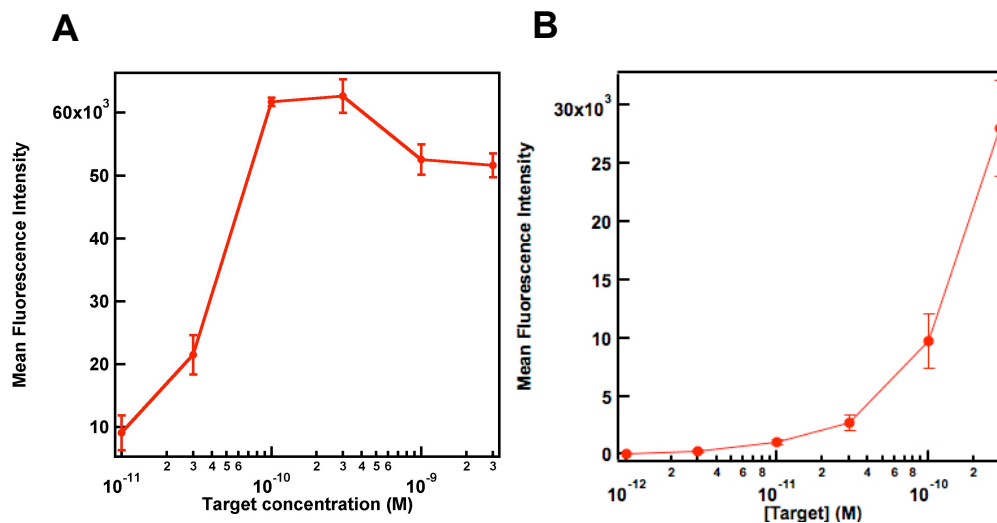 A
Mean Fluorescence Intensity
60x10³
50
40
30
20
10
2 3 4 5 6 2 3 4 5 6 2 3
10⁻¹¹ 10⁻¹⁰ 10⁻⁹
Target concentration (M)
B
Mean Fluorescence Intensity
30x10³
25
20
15
10
5
0
2 4 6 8 2 4 6 8 2
10⁻¹² 10⁻¹¹ 10⁻¹⁰
[Target] (M)